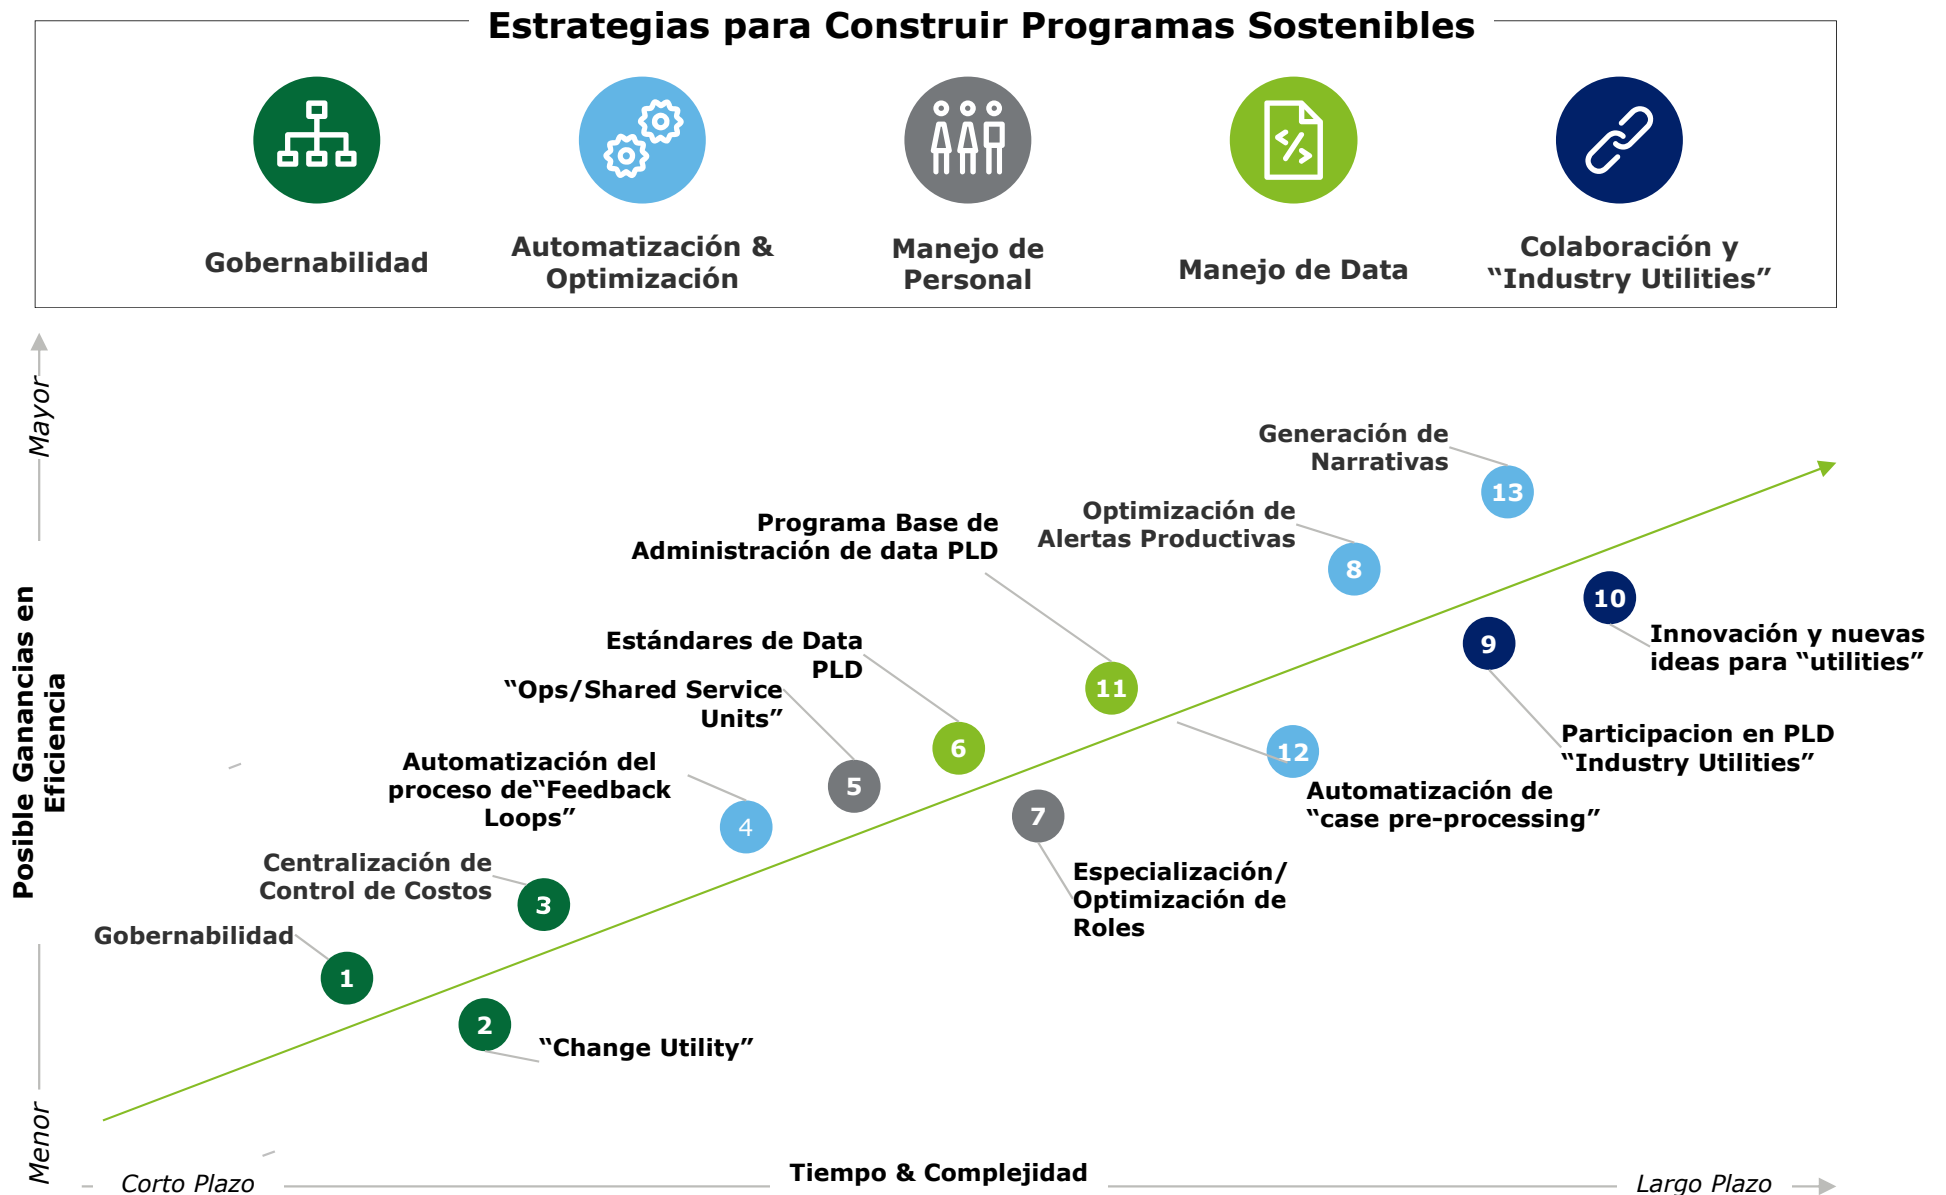 Estrategias para Construir Programas Sostenibles
Gobernabilidad
Automatización &
Optimización
Manejo de
Personal
Manejo de Data
Colaboración y
“Industry Utilities”
Mayor
Posible Ganancias en
Eficiencia
Menor
Generación de
Narrativas
13
Optimización de
Alertas Productivas
8
Programa Base de
Administración de data PLD
11
10
Innovación y nuevas
ideas para “utilities”
9
Participacion en PLD
“Industry Utilities”
Estándares de Data
PLD
6
“Ops/Shared Service
Units”
5
12
Automatización de
“case pre-processing”
Automatización del
proceso de“Feedback
Loops”
4
7
Especialización/
Optimización de
Roles
Centralización de
Control de Costos
3
Gobernabilidad
1
2
“Change Utility”
Corto Plazo
Tiempo & Complejidad
Largo Plazo